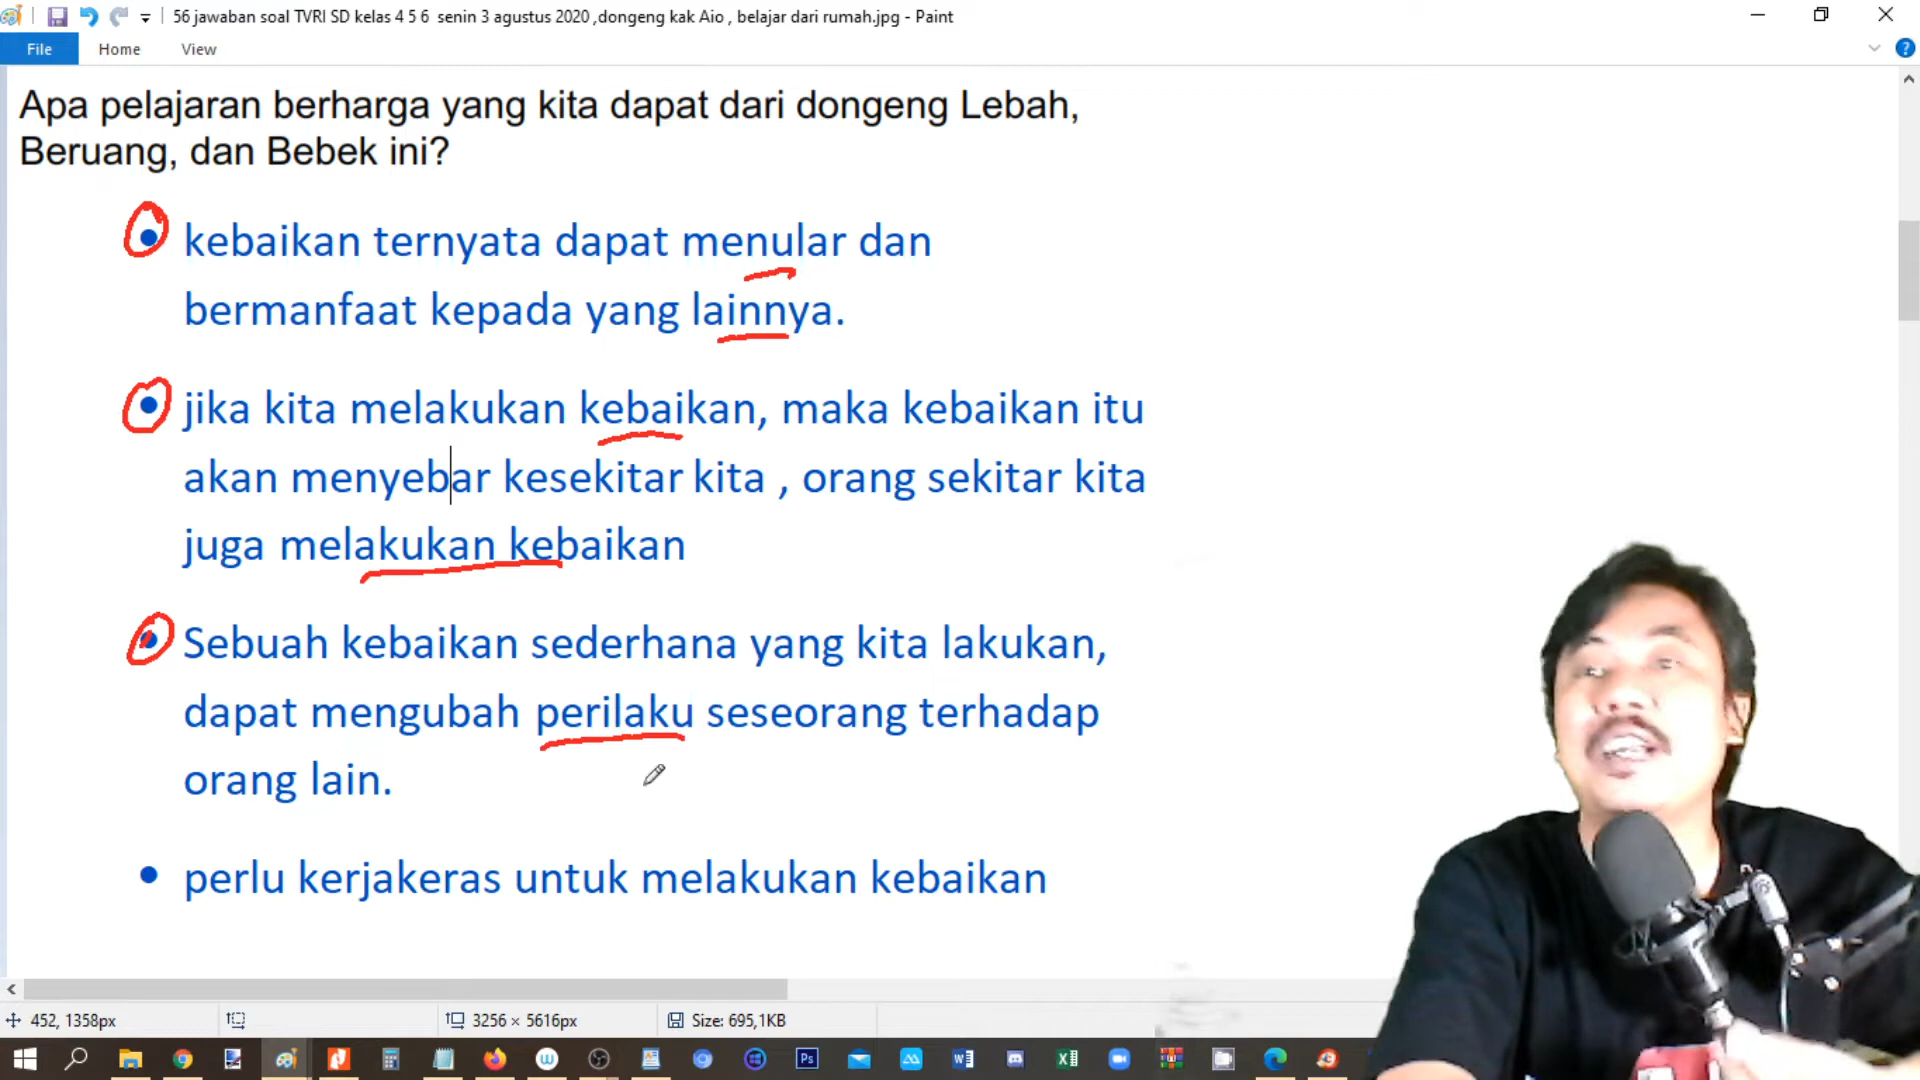 56 jawaban soal TVRI SD kelas 4 5 6 senin 3 agustus 2020 ,dongeng kak Aio , belajar dari rumah.jpg - Paint
File Home View
Apa pelajaran berharga yang kita dapat dari dongeng Lebah,
Beruang, dan Bebek ini?
• kebaikan ternyata dapat menular dan
bermanfaat kepada yang lainnya.
• jika kita melakukan kebaikan, maka kebaikan itu
akan menyebar kesekitar kita , orang sekitar kita
juga melakukan kebaikan
• Sebuah kebaikan sederhana yang kita lakukan,
dapat mengubah perilaku seseorang terhadap
orang lain.
• perlu kerjakeras untuk melakukan kebaikan
452, 1358px 3256 × 5616px Size: 695,1KB